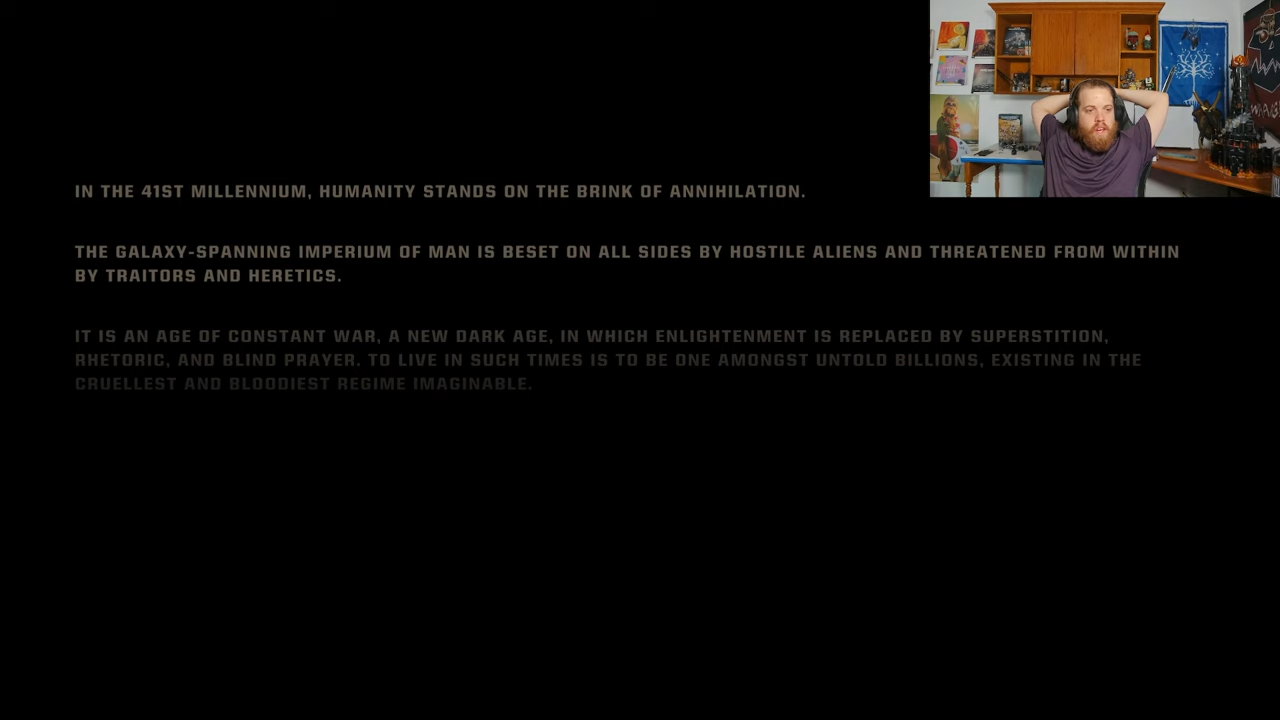 IN THE 41ST MILLENNIUM, HUMANITY STANDS ON THE BRINK OF ANNIHILATION.
THE GALAXY-SPANNING IMPERIUM OF MAN IS BESET ON ALL SIDES BY HOSTILE ALIENS AND THREATENED FROM WITHIN
BY TRAITORS AND HERETICS.
IT IS AN AGE OF CONSTANT WAR, A NEW DARK AGE, IN WHICH ENLIGHTENMENT IS REPLACED BY SUPERSTITION,
RHETORIC, AND BLIND PRAYER. TO LIVE IN SUCH TIMES IS TO BE ONE AMONGST UNTOLD BILLIONS, EXISTING IN THE
CRUELLEST AND BLOODIEST REGIME IMAGINABLE.